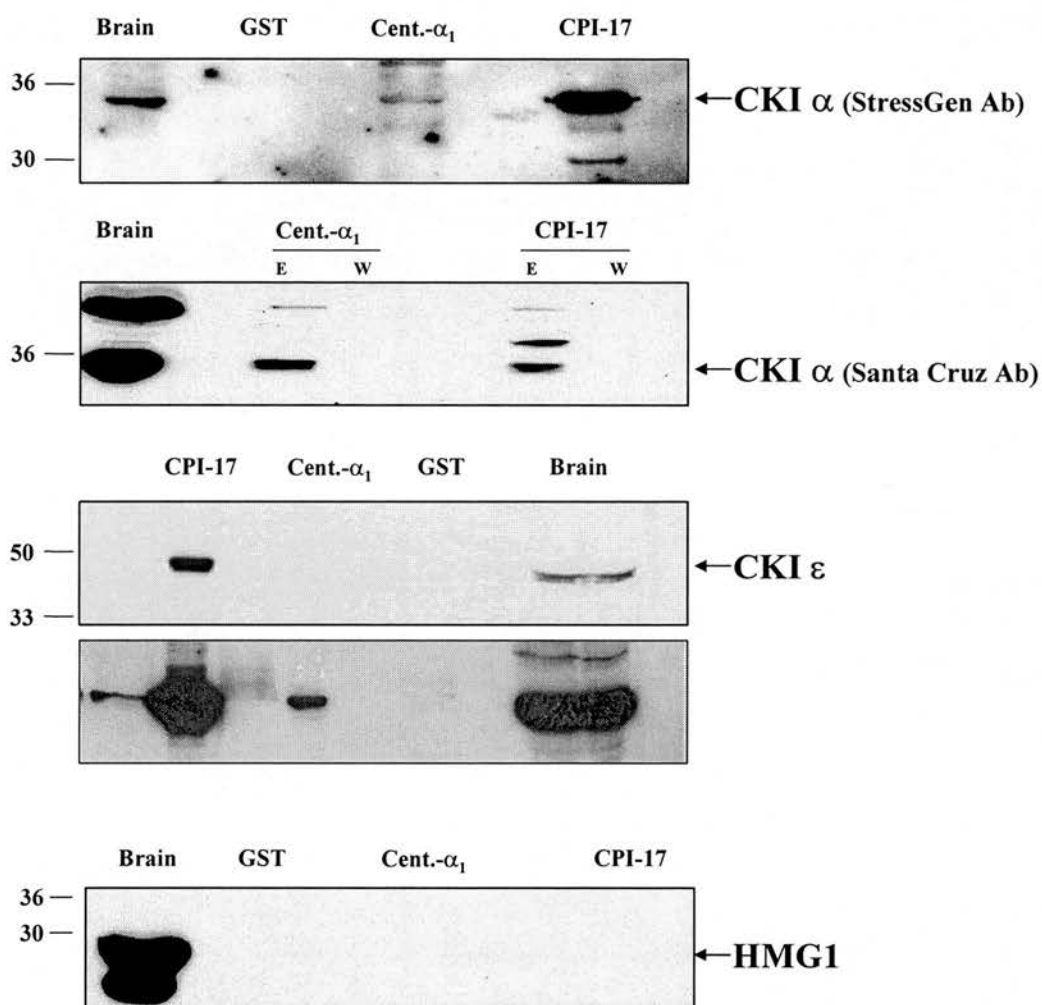 Brain GST Cent.-α₁ CPI-17
36
30
CKI α (StressGen Ab)
Brain Cent.-α₁ CPI-17
E W E W
36
CKI α (Santa Cruz Ab)
CPI-17 Cent.-α₁ GST Brain
50
33
CKI ε
Brain GST Cent.-α₁ CPI-17
36
30
HMG1